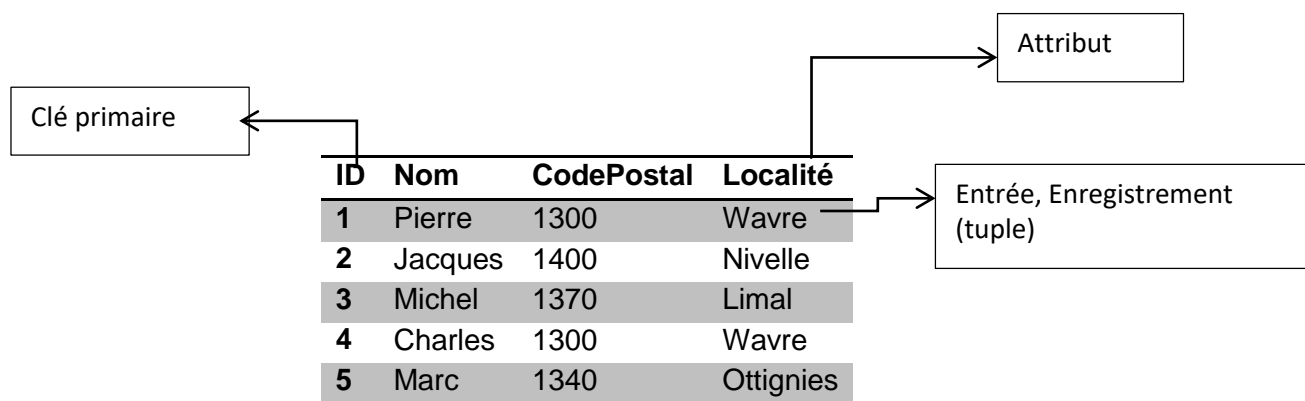 Attribut
Clé primaire
ID Nom CodePostal Localité
1 Pierre 1300 Wavre
2 Jacques 1400 Nivelle
3 Michel 1370 Limal
4 Charles 1300 Wavre
5 Marc 1340 Ottignies
Entrée, Enregistrement
(tuple)